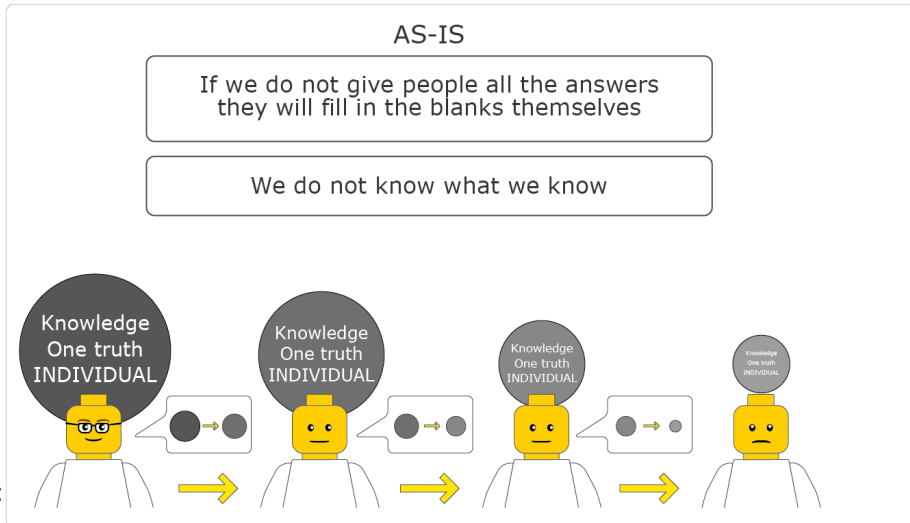 AS-IS
If we do not give people all the answers
they will fill in the blanks themselves
We do not know what we know
Knowledge
One truth
INDIVIDUAL
Knowledge
One truth
INDIVIDUAL
Knowledge
One truth
INDIVIDUAL
Knowledge
One truth
INDIVIDUAL